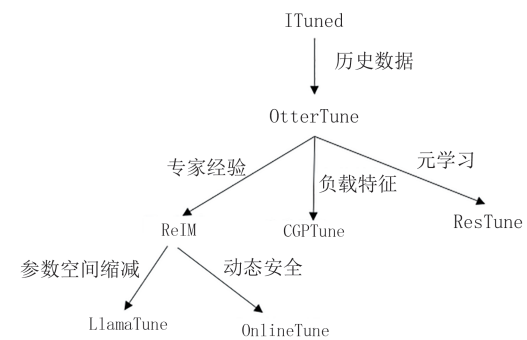 ITuned
历史数据
OtterTune
专家经验
负载特征
元学习
ReIM
CGPTune
ResTune
参数空间缩减
动态安全
LlamaTune
OnlineTune